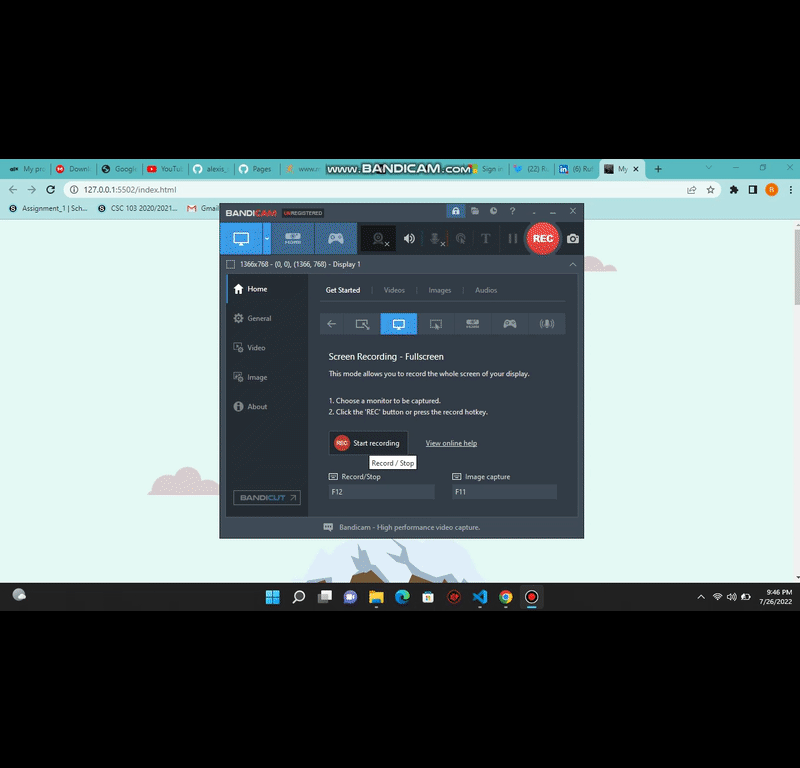 My pr
Downl
Google
YouTu
alexis_
Pages
www.m
www.BANDICAM.com
Sign in
(22) R
(6) Rut
My
127.0.0.1:5502/index.html
Assignment_1 | Sch...
CSC 103 2020/2021...
Gmail
BANDICAM UNREGISTERED
REC
1366x768 - (0, 0), (1366, 768) - Display 1
Home
General
Video
Image
About
BANDICUT
Get Started
Videos
Images
Audios
Screen Recording - Fullscreen
This mode allows you to record the whole screen of your display.
1. Choose a monitor to be captured.
2. Click the 'REC' button or press the record hotkey.
REC Start recording
View online help
Record / Stop
Record/Stop
Image capture
F12
F11
Bandicam - High performance video capture.
9:46 PM
7/26/2022